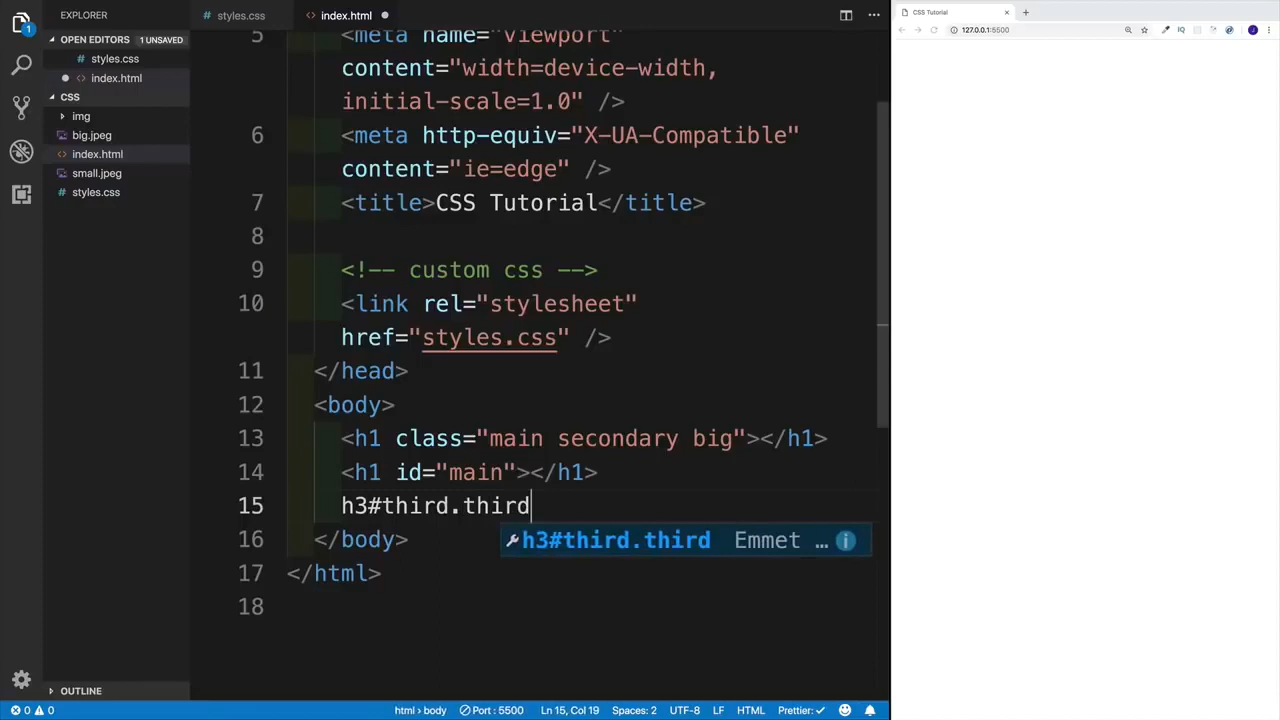 EXPLORER
OPEN EDITORS 1 UNSAVED
styles.css
index.html
CSS
img
big.jpeg
index.html
small.jpeg
styles.css
OUTLINE
styles.css
index.html
5 <meta name="viewport"
content="width=device-width,
initial-scale=1.0" />
6 <meta http-equiv="X-UA-Compatible"
content="ie=edge" />
7 <title>CSS Tutorial</title>
8
9 <!-- custom css -->
10 <link rel="stylesheet"
href="styles.css" />
11 </head>
12 <body>
13 <h1 class="main secondary big"></h1>
14 <h1 id="main"></h1>
15 h3#third.third
h3#third.third Emmet …
16 </body>
17 </html>
18
0 0 html › body Port : 5500 Ln 15, Col 19 Spaces: 2 UTF-8 LF HTML Prettier: ✓
CSS Tutorial
127.0.0.1:5500